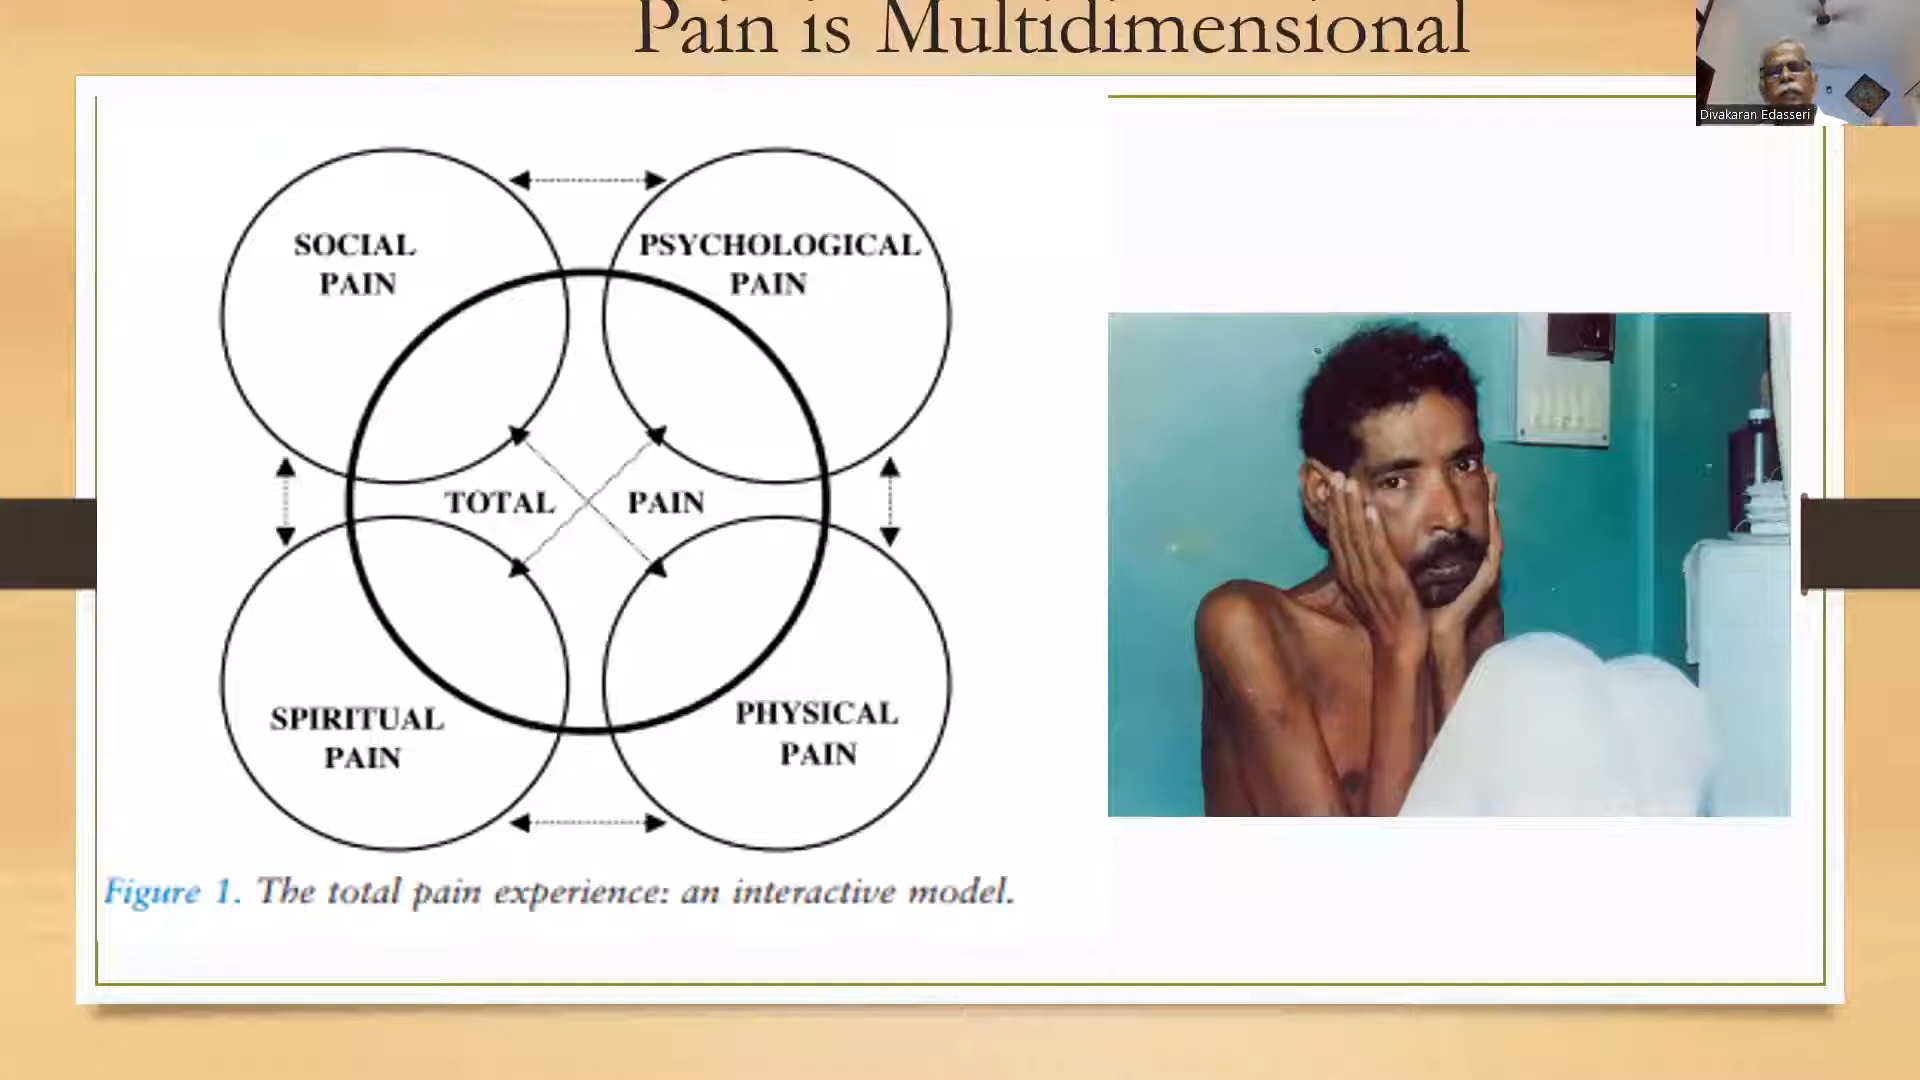 Pain is Multidimensional
Divakaran Edasseri
SOCIAL
PAIN
PSYCHOLOGICAL
PAIN
TOTAL PAIN
SPIRITUAL
PAIN
PHYSICAL
PAIN
Figure 1. The total pain experience: an interactive model.